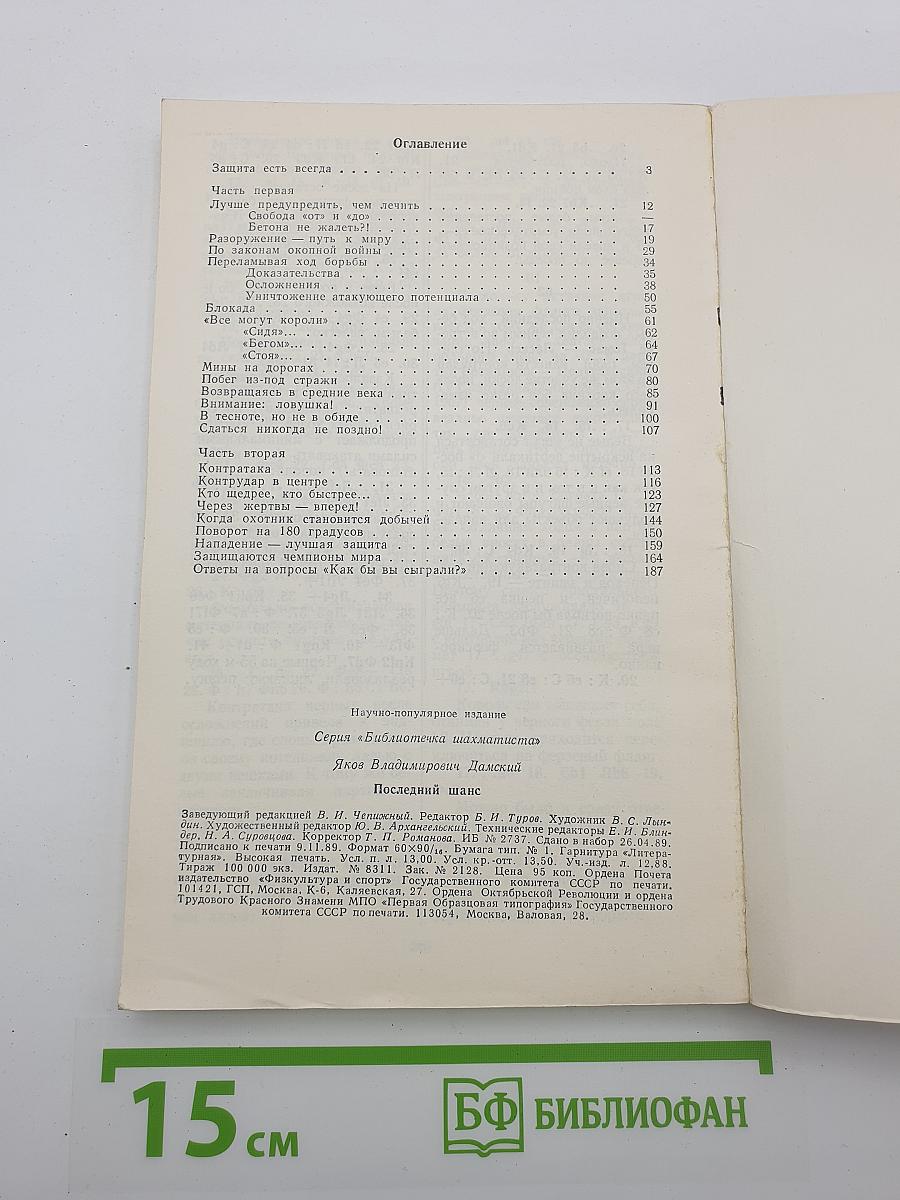 Оглавление
Защита есть всегда . . . . . . . . . . . . . . . . . . . . . . 3
Часть первая
Лучше предупредить, чем лечить . . . . . . . . . . . . . . . 12
Свобода «от» и «до» . . . . . . . . . . . . . . . . . . . —
Бетона не жалеть?! . . . . . . . . . . . . . . . . . . . 17
Разоружение — путь к миру . . . . . . . . . . . . . . . . . 19
По законам окопной войны . . . . . . . . . . . . . . . . . . 29
Переламывая ход борьбы . . . . . . . . . . . . . . . . . . . 34
Доказательства . . . . . . . . . . . . . . . . . . . . . 35
Осложнения . . . . . . . . . . . . . . . . . . . . . . . 38
Уничтожение атакующего потенциала . . . . . . . . . . . 50
Блокада . . . . . . . . . . . . . . . . . . . . . . . . . . 55
«Все могут короли» . . . . . . . . . . . . . . . . . . . . . 61
«Сидя»... . . . . . . . . . . . . . . . . . . . . . . . . 62
«Бегом»... . . . . . . . . . . . . . . . . . . . . . . . 64
«Стоя»... . . . . . . . . . . . . . . . . . . . . . . . . 67
Мины на дорогах . . . . . . . . . . . . . . . . . . . . . . 70
Побег из-под стражи . . . . . . . . . . . . . . . . . . . . 80
Возвращаясь в средние века . . . . . . . . . . . . . . . . . 85
Внимание: ловушка! . . . . . . . . . . . . . . . . . . . . . 91
В тесноте, но не в обиде . . . . . . . . . . . . . . . . . . 100
Сдаться никогда не поздно! . . . . . . . . . . . . . . . . . 107
Часть вторая
Контратака . . . . . . . . . . . . . . . . . . . . . . . . . 113
Контрудар в центре . . . . . . . . . . . . . . . . . . . . . 116
Кто щедрее, кто быстрее... . . . . . . . . . . . . . . . . . 123
Через жертвы — вперед! . . . . . . . . . . . . . . . . . . . 127
Когда охотник становится добычей . . . . . . . . . . . . . . 144
Поворот на 180 градусов . . . . . . . . . . . . . . . . . . 150
Нападение — лучшая защита . . . . . . . . . . . . . . . . . 159
Защищаются чемпионы мира . . . . . . . . . . . . . . . . . . 164
Ответы на вопросы «Как бы вы сыграли?» . . . . . . . . . . . 187
Научно-популярное издание
Серия «Библиотечка шахматиста»
Яков Владимирович Дамский
Последний шанс
Заведующий редакцией В. И. Чепижный. Редактор Б. И. Туров. Художник В. С. Лын-
дин. Художественный редактор Ю. В. Архангельский. Технические редакторы Е. И. Блин-
дер, Н. А. Суровцова. Корректор Т. П. Романова. ИБ № 2737. Сдано в набор 26.04.89.
Подписано к печати 9.11.89. Формат 60×90/16. Бумага тип. № 1. Гарнитура «Литера-
турная». Высокая печать. Усл. п. л. 13,00. Усл. кр.-отт. 13,50. Уч.-изд. л. 12,88.
Тираж 100 000 экз. Издат. № 8311. Зак. № 2128. Цена 95 коп. Ордена Почета
издательство «Физкультура и спорт» Государственного комитета СССР по печати.
101421, ГСП, Москва, К-6, Каляевская, 27. Ордена Октябрьской Революции и ордена
Трудового Красного Знамени МПО «Первая Образцовая типография» Государственного
комитета СССР по печати. 113054, Москва, Валовая, 28.
15 см
БФ БИБЛИОФАН